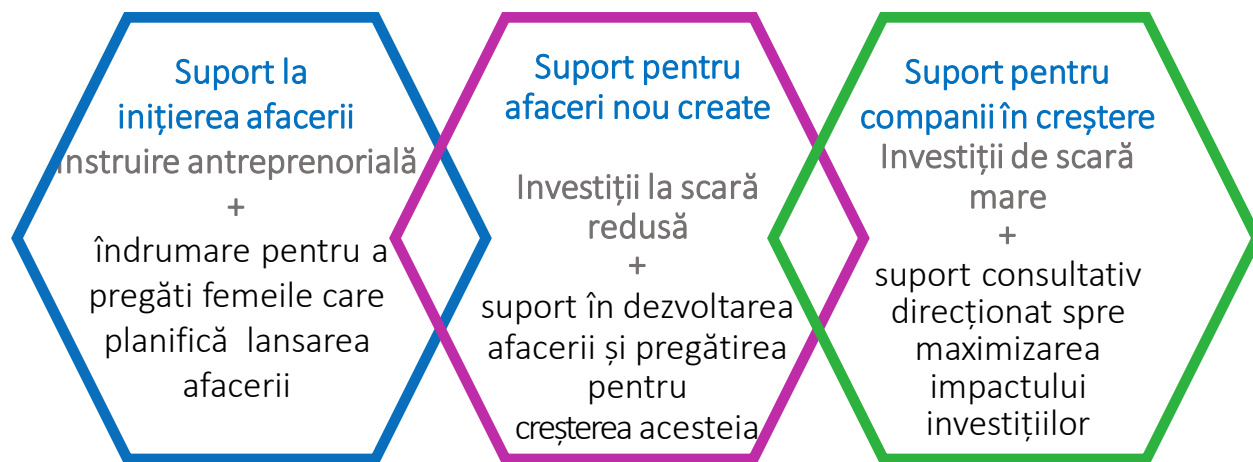 Suport la
inițierea afacerii
Instruire antreprenorială
+
îndrumare pentru a
pregăti femeile care
planifică lansarea
afacerii
Suport pentru
afaceri nou create
Investiții la scară
redusă
+
suport în dezvoltarea
afacerii și pregătirea
pentru
creșterea acesteia
Suport pentru
companii în creștere
Investiții de scară
mare
+
suport consultativ
direcționat spre
maximizarea
impactului
investițiilor